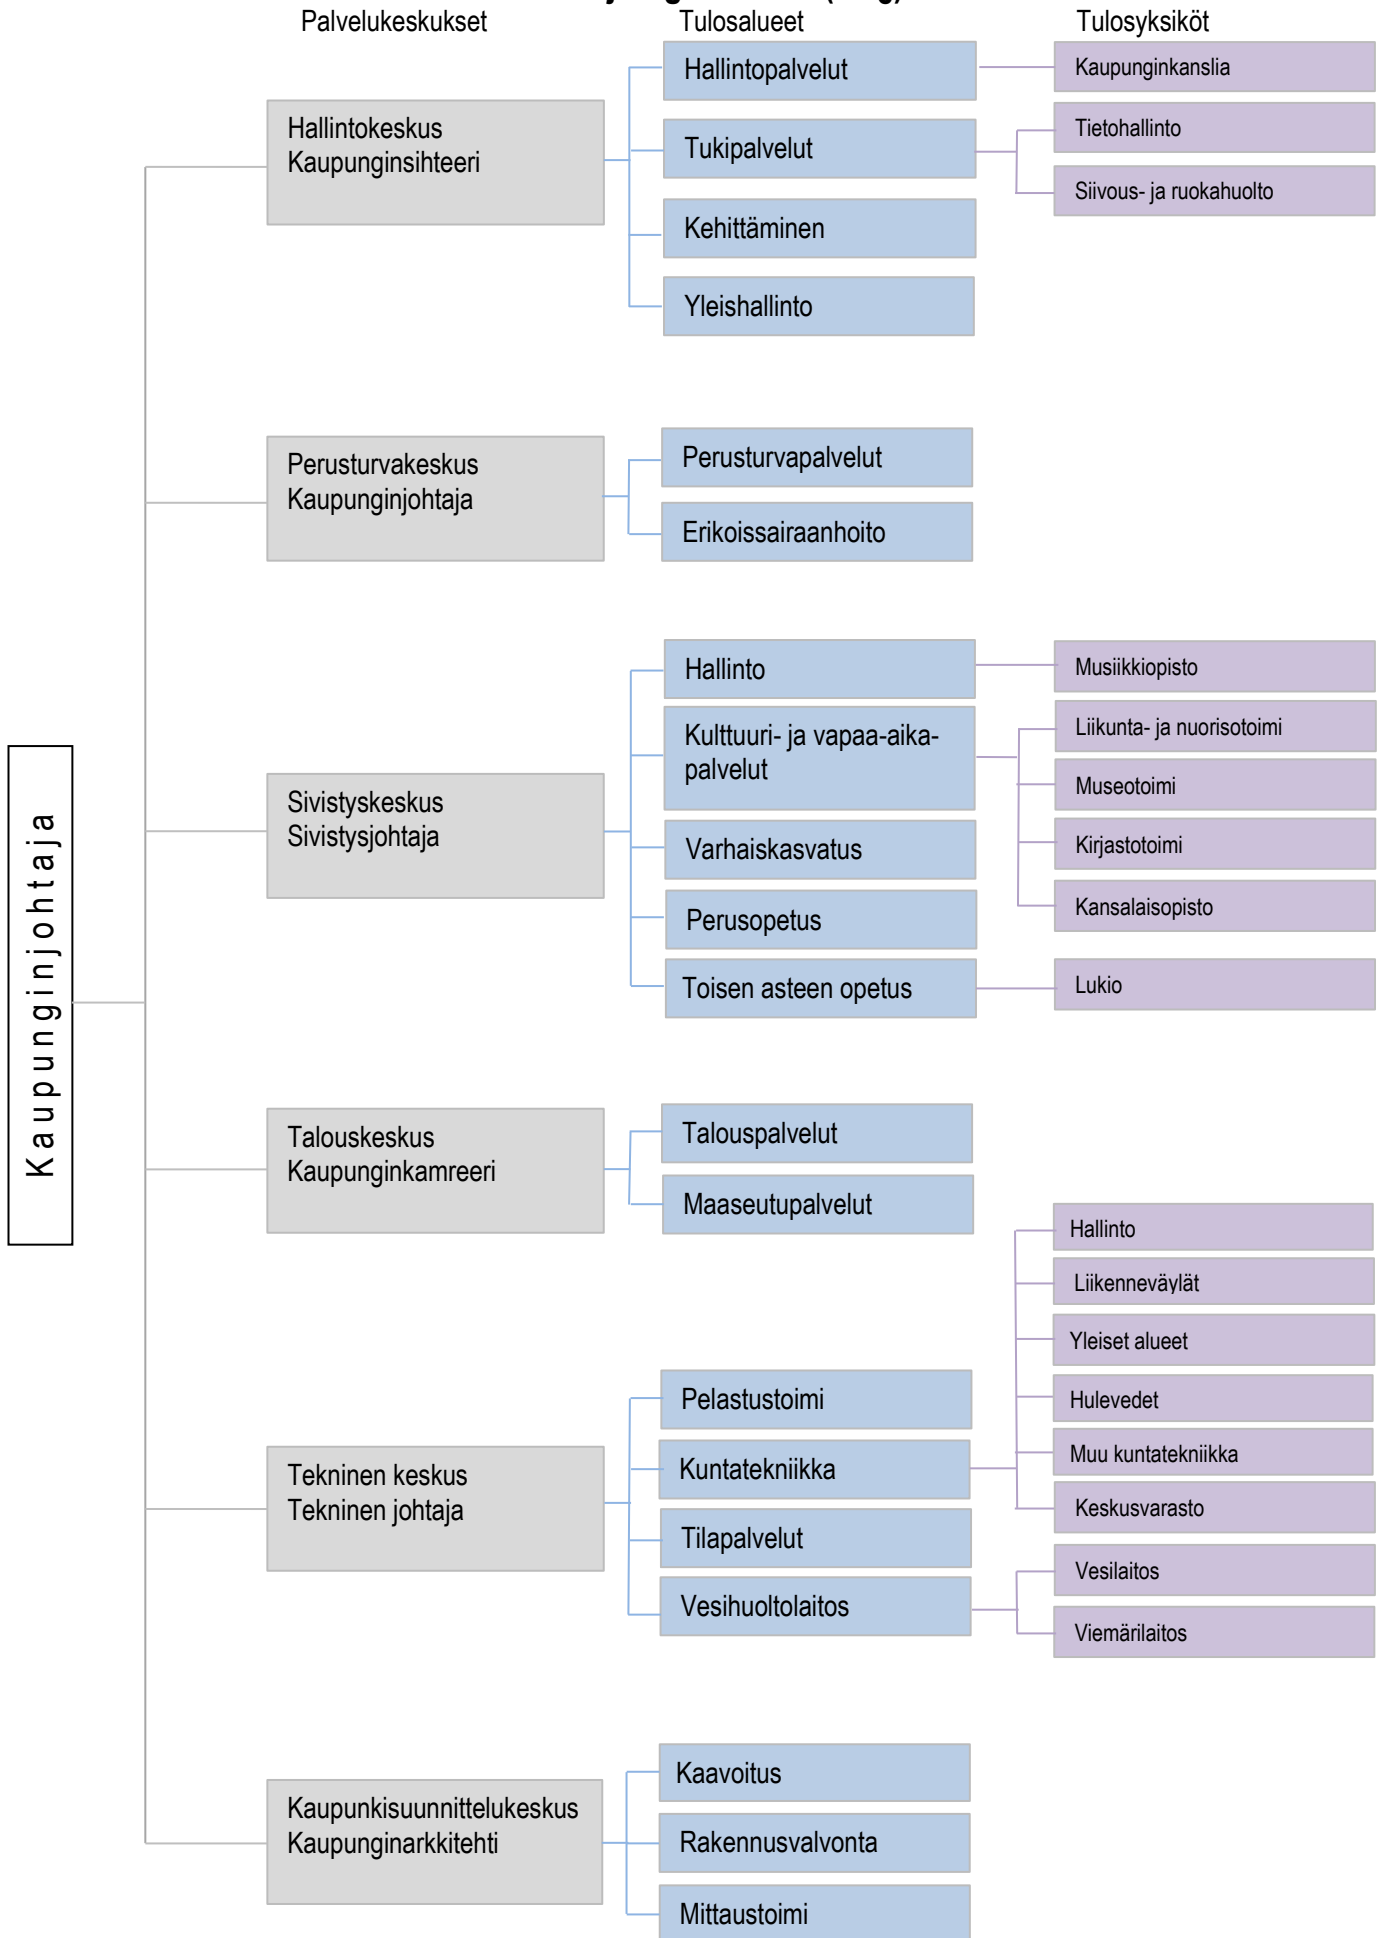 Palvelukeskukset
Tulosalueet
Tulosyksiköt
Kaupunginjohtaja
Hallintokeskus
Kaupunginsihteeri
Hallintopalvelut
Kaupunginkanslia
Tukipalvelut
Tietohallinto
Siivous- ja ruokahuolto
Kehittäminen
Yleishallinto
Perusturvakeskus
Kaupunginjohtaja
Perusturvapalvelut
Erikoissairaanhoito
Sivistyskeskus
Sivistysjohtaja
Hallinto
Musiikkiopisto
Kulttuuri- ja vapaa-aika-
palvelut
Liikunta- ja nuorisotoimi
Museotoimi
Kirjastotoimi
Kansalaisopisto
Varhaiskasvatus
Perusopetus
Toisen asteen opetus
Lukio
Talouskeskus
Kaupunginkamreeri
Talouspalvelut
Maaseutupalvelut
Tekninen keskus
Tekninen johtaja
Pelastustoimi
Kuntatekniikka
Hallinto
Liikenneväylät
Yleiset alueet
Hulevedet
Muu kuntatekniikka
Keskusvarasto
Tilapalvelut
Vesihuoltolaitos
Vesilaitos
Viemärilaitos
Kaupunkisuunnittelukeskus
Kaupunginarkkitehti
Kaavoitus
Rakennusvalvonta
Mittaustoimi